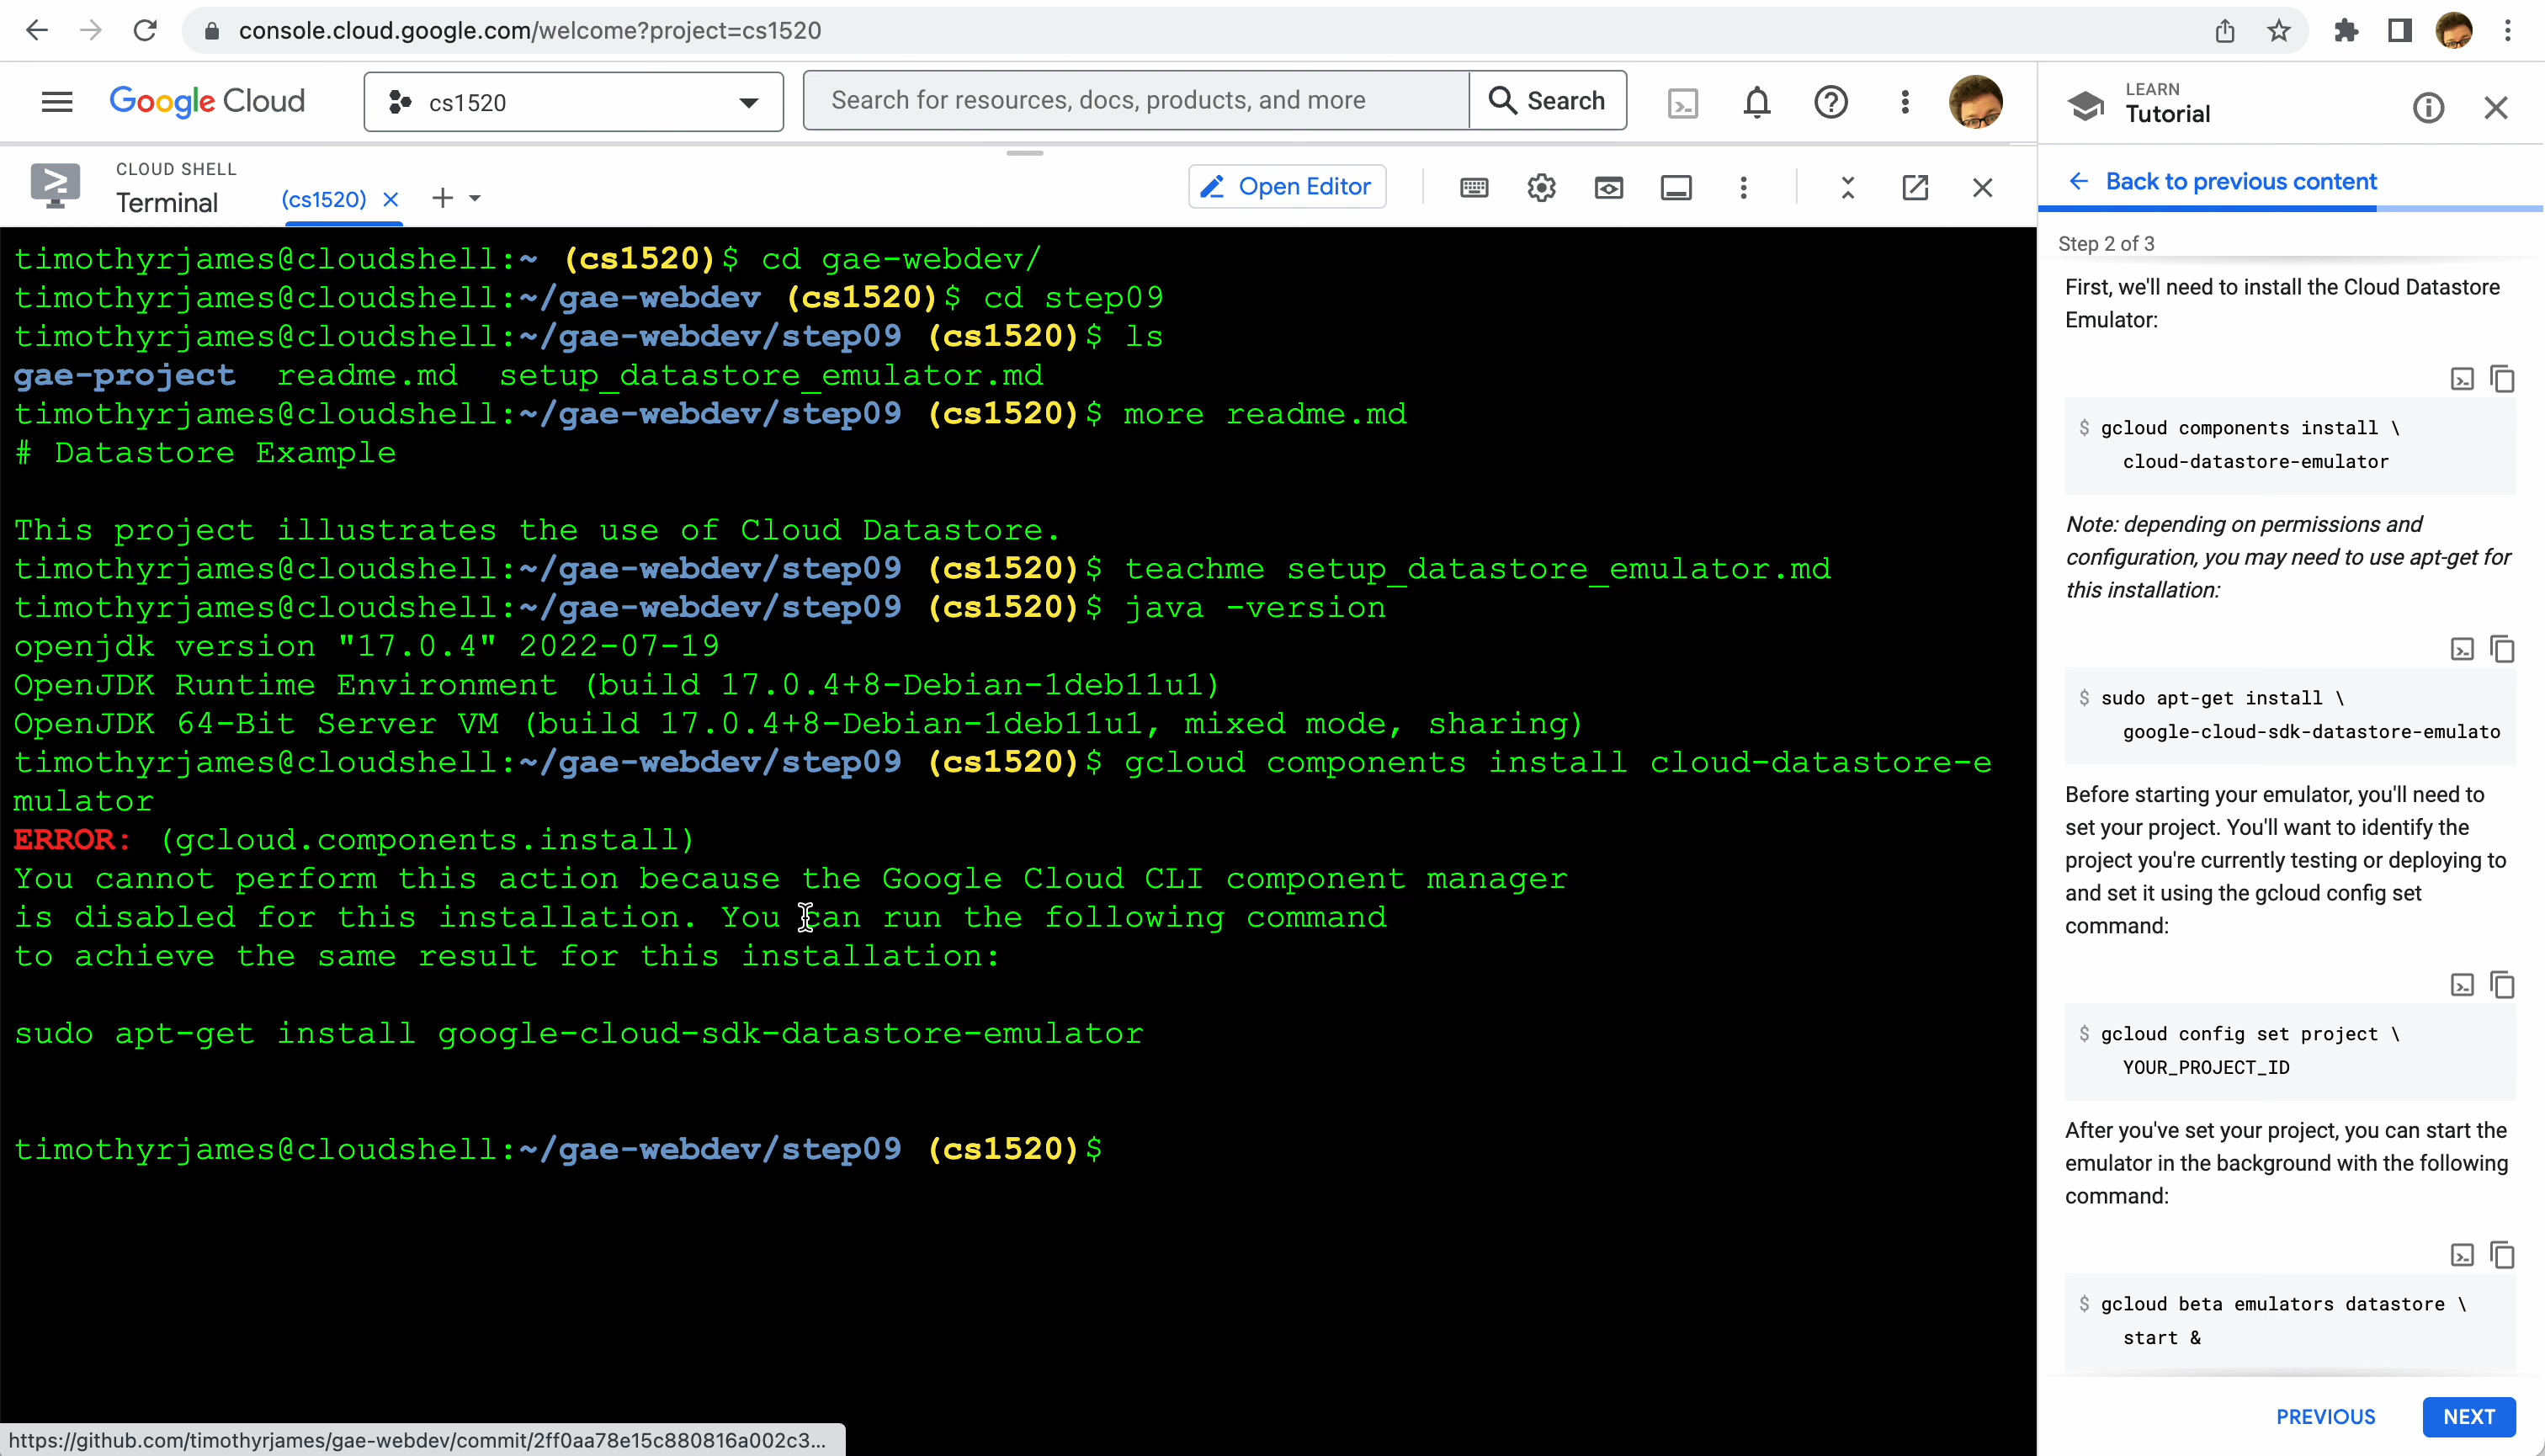 console.cloud.google.com/welcome?project=cs1520
Google Cloud
cs1520
Search for resources, docs, products, and more
Search
LEARN
Tutorial
CLOUD SHELL
Terminal
(cs1520)
Open Editor
Back to previous content
Step 2 of 3
timothyrjames@cloudshell:~ (cs1520)$ cd gae-webdev/
timothyrjames@cloudshell:~/gae-webdev (cs1520)$ cd step09
timothyrjames@cloudshell:~/gae-webdev/step09 (cs1520)$ ls
gae-project  readme.md  setup_datastore_emulator.md
timothyrjames@cloudshell:~/gae-webdev/step09 (cs1520)$ more readme.md
# Datastore Example
This project illustrates the use of Cloud Datastore.
timothyrjames@cloudshell:~/gae-webdev/step09 (cs1520)$ teachme setup_datastore_emulator.md
timothyrjames@cloudshell:~/gae-webdev/step09 (cs1520)$ java -version
openjdk version "17.0.4" 2022-07-19
OpenJDK Runtime Environment (build 17.0.4+8-Debian-1deb11u1)
OpenJDK 64-Bit Server VM (build 17.0.4+8-Debian-1deb11u1, mixed mode, sharing)
timothyrjames@cloudshell:~/gae-webdev/step09 (cs1520)$ gcloud components install cloud-datastore-e
mulator
ERROR: (gcloud.components.install)
You cannot perform this action because the Google Cloud CLI component manager
is disabled for this installation. You can run the following command
to achieve the same result for this installation:
sudo apt-get install google-cloud-sdk-datastore-emulator
timothyrjames@cloudshell:~/gae-webdev/step09 (cs1520)$
First, we'll need to install the Cloud Datastore
Emulator:
$ gcloud components install \
cloud-datastore-emulator
Note: depending on permissions and
configuration, you may need to use apt-get for
this installation:
$ sudo apt-get install \
google-cloud-sdk-datastore-emulato
Before starting your emulator, you'll need to
set your project. You'll want to identify the
project you're currently testing or deploying to
and set it using the gcloud config set
command:
$ gcloud config set project \
YOUR_PROJECT_ID
After you've set your project, you can start the
emulator in the background with the following
command:
$ gcloud beta emulators datastore \
start &
PREVIOUS
NEXT
https://github.com/timothyrjames/gae-webdev/commit/2ff0aa78e15c880816a002c3...